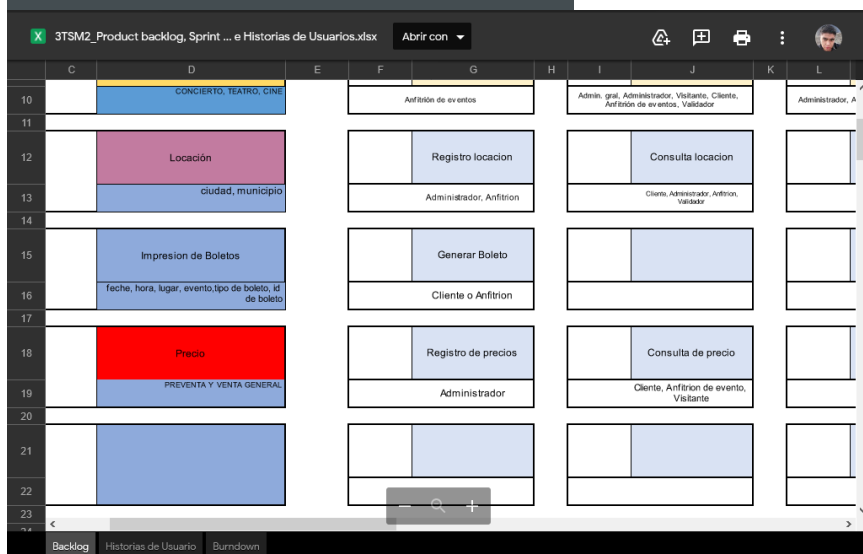 X 3TSM2_Product backlog, Sprint ... e Historias de Usuarios.xlsx Abrir con
C D E F G H I J K L
10 CONCIERTO, TEATRO, CINE Anfitrión de eventos Admin. gral, Administrador, Visitante, Cliente,
Anfitrión de eventos, Validador
Administrador, A
11
12 Locación Registro locacion Consulta locacion
13 ciudad, municipio Administrador, Anfitrion Cliente, Administrador, Anfitrion,
Validador
14
15 Impresion de Boletos Generar Boleto
16 feche, hora, lugar, evento,tipo de boleto, id
de boleto
Cliente o Anfitrion
17
18 Precio Registro de precios Consulta de precio
19 PREVENTA Y VENTA GENERAL Administrador Cliente, Anfitrion de evento,
Visitante
20
21
22
23
Backlog Historias de Usuario Burndown